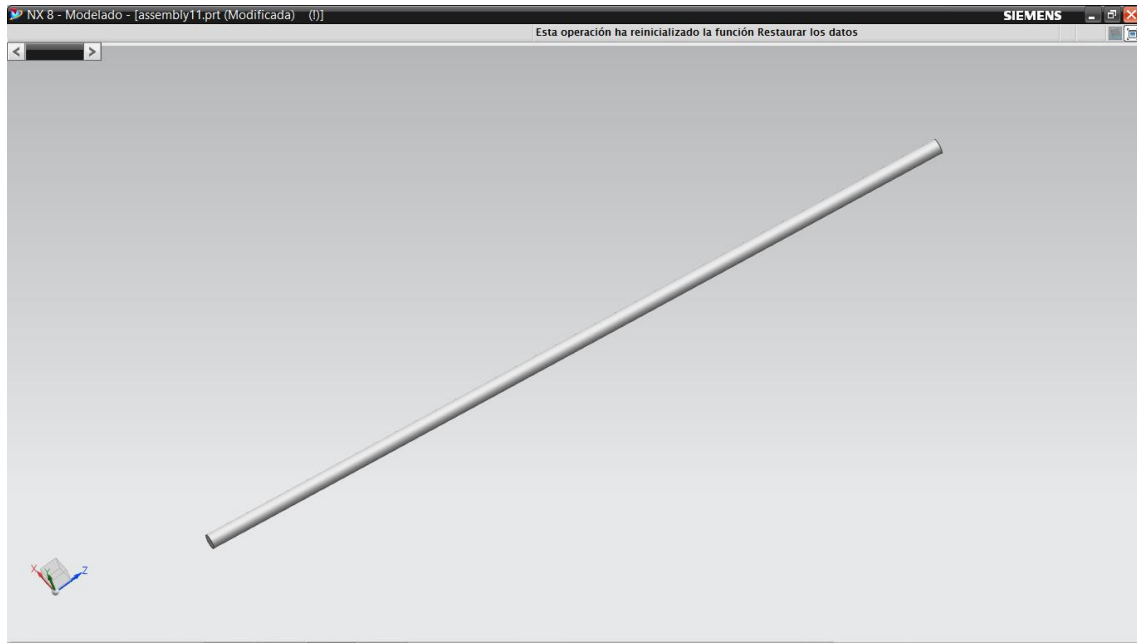 NX 8 - Modelado - [assembly11.prt (Modificada) (!)]
SIEMENS
Esta operación ha reinicializado la función Restaurar los datos
X
Y
Z